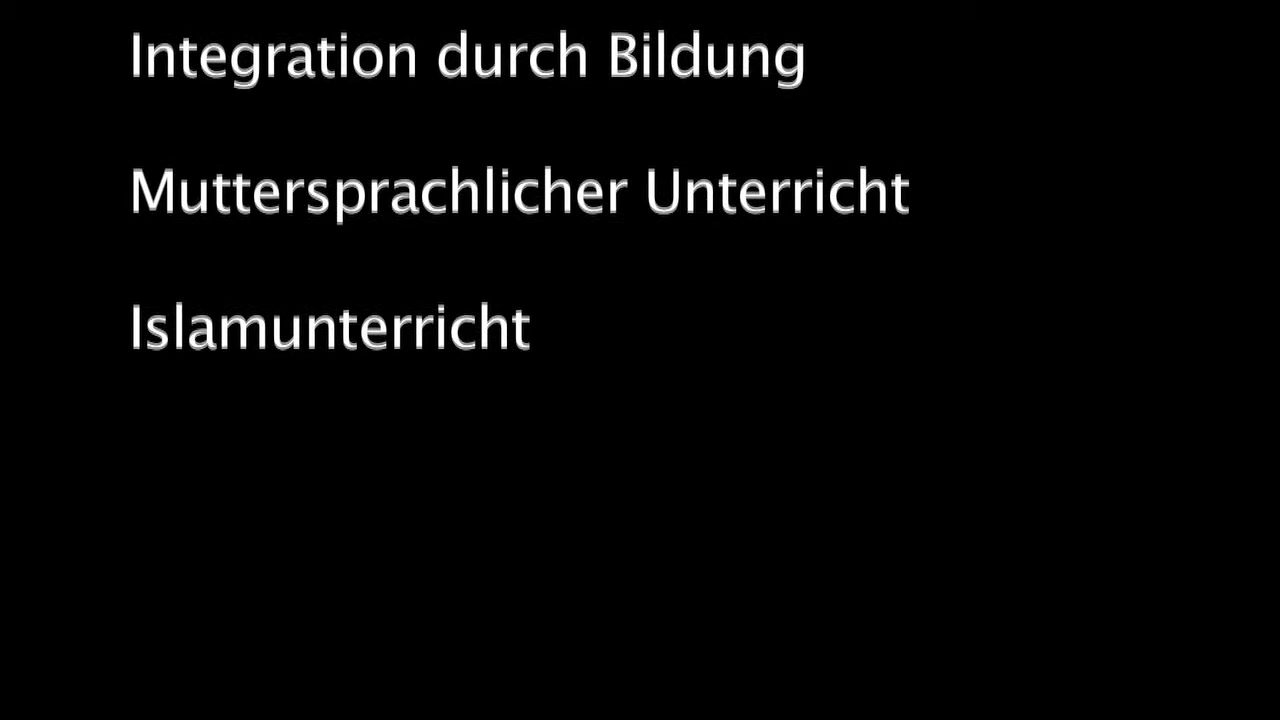 Integration durch Bildung
Muttersprachlicher Unterricht
Islamunterricht